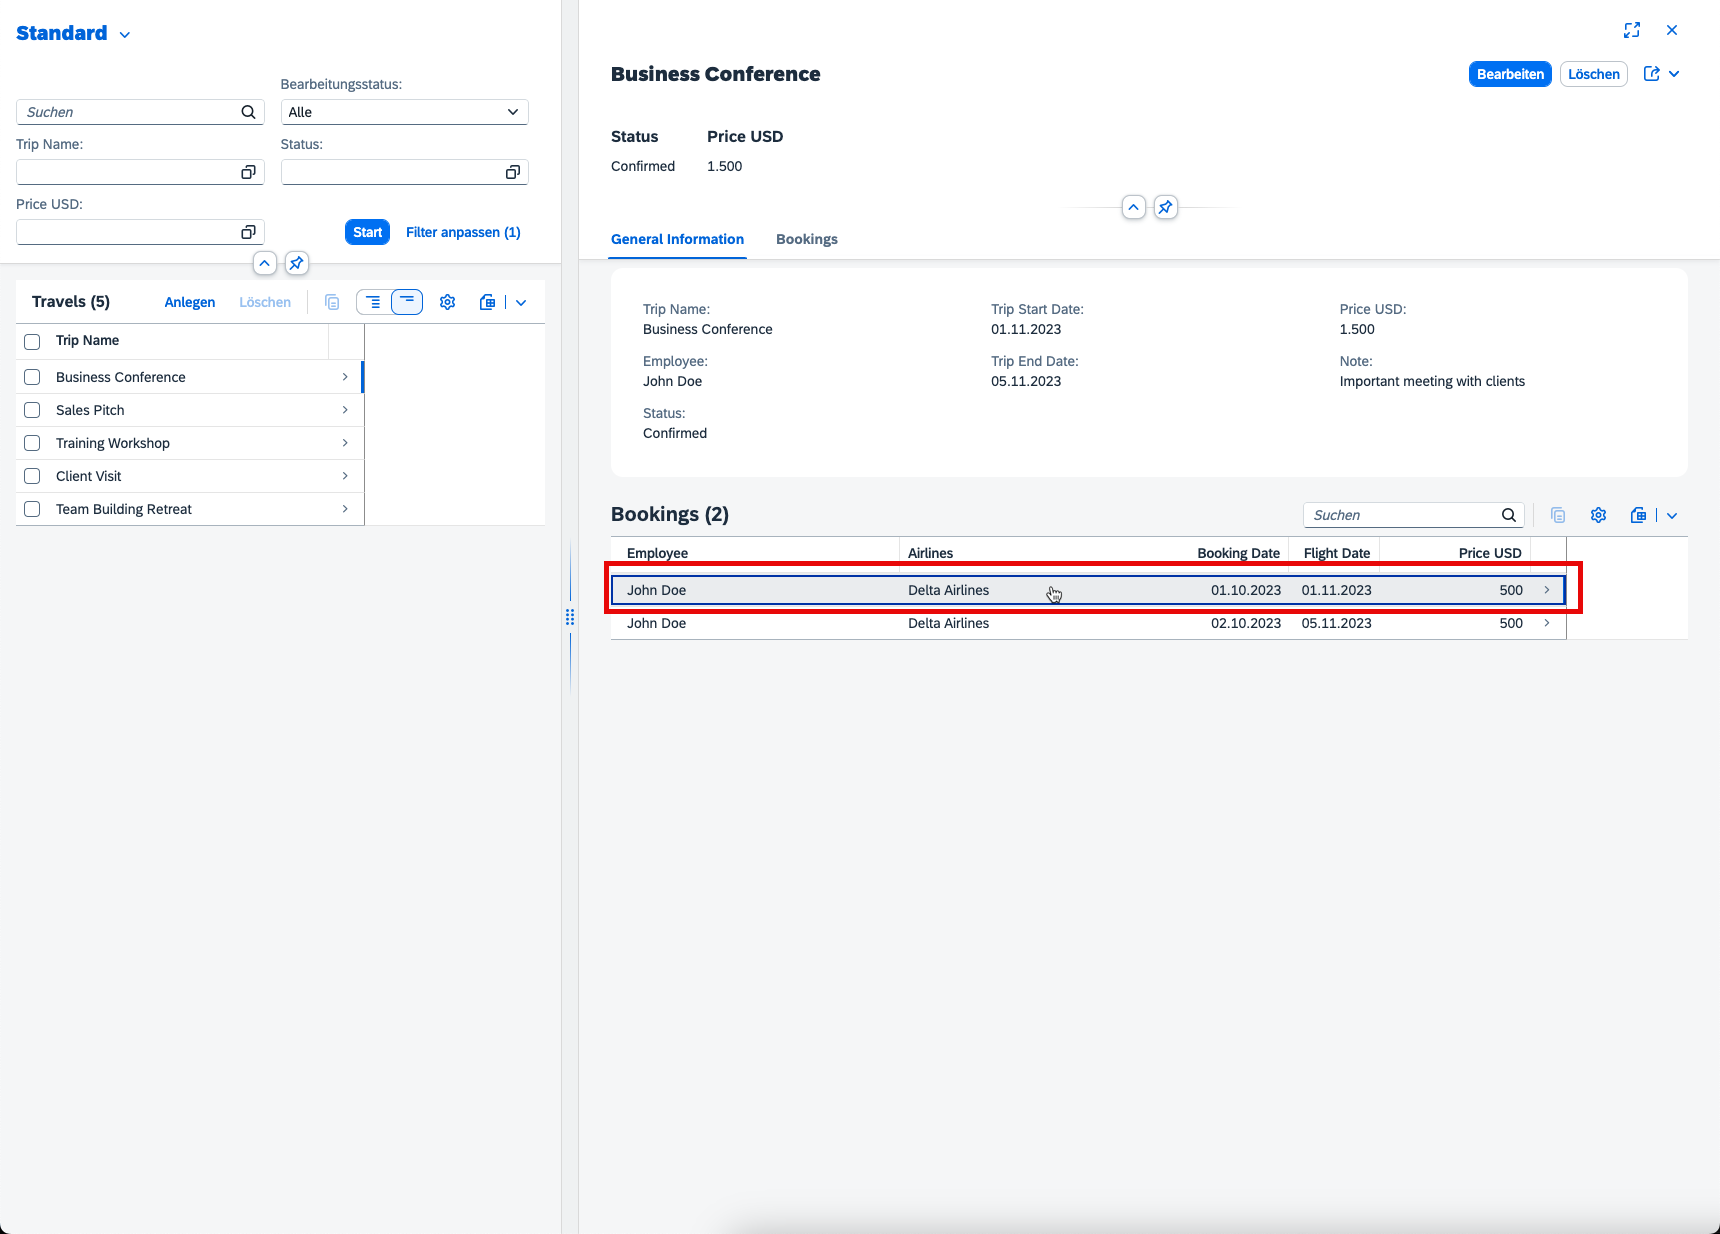 Standard
Bearbeitungsstatus:
Suchen
Alle
Trip Name:
Status:
Price USD:
Start
Filter anpassen (1)
Travels (5)
Anlegen
Löschen
Trip Name
Business Conference
Sales Pitch
Training Workshop
Client Visit
Team Building Retreat
Business Conference
Bearbeiten
Löschen
Status
Price USD
Confirmed
1.500
General Information
Bookings
Trip Name:
Business Conference
Trip Start Date:
01.11.2023
Price USD:
1.500
Employee:
John Doe
Trip End Date:
05.11.2023
Note:
Important meeting with clients
Status:
Confirmed
Bookings (2)
Suchen
Employee Airlines Booking Date Flight Date Price USD
John Doe Delta Airlines 01.10.2023 01.11.2023 500
John Doe Delta Airlines 02.10.2023 05.11.2023 500